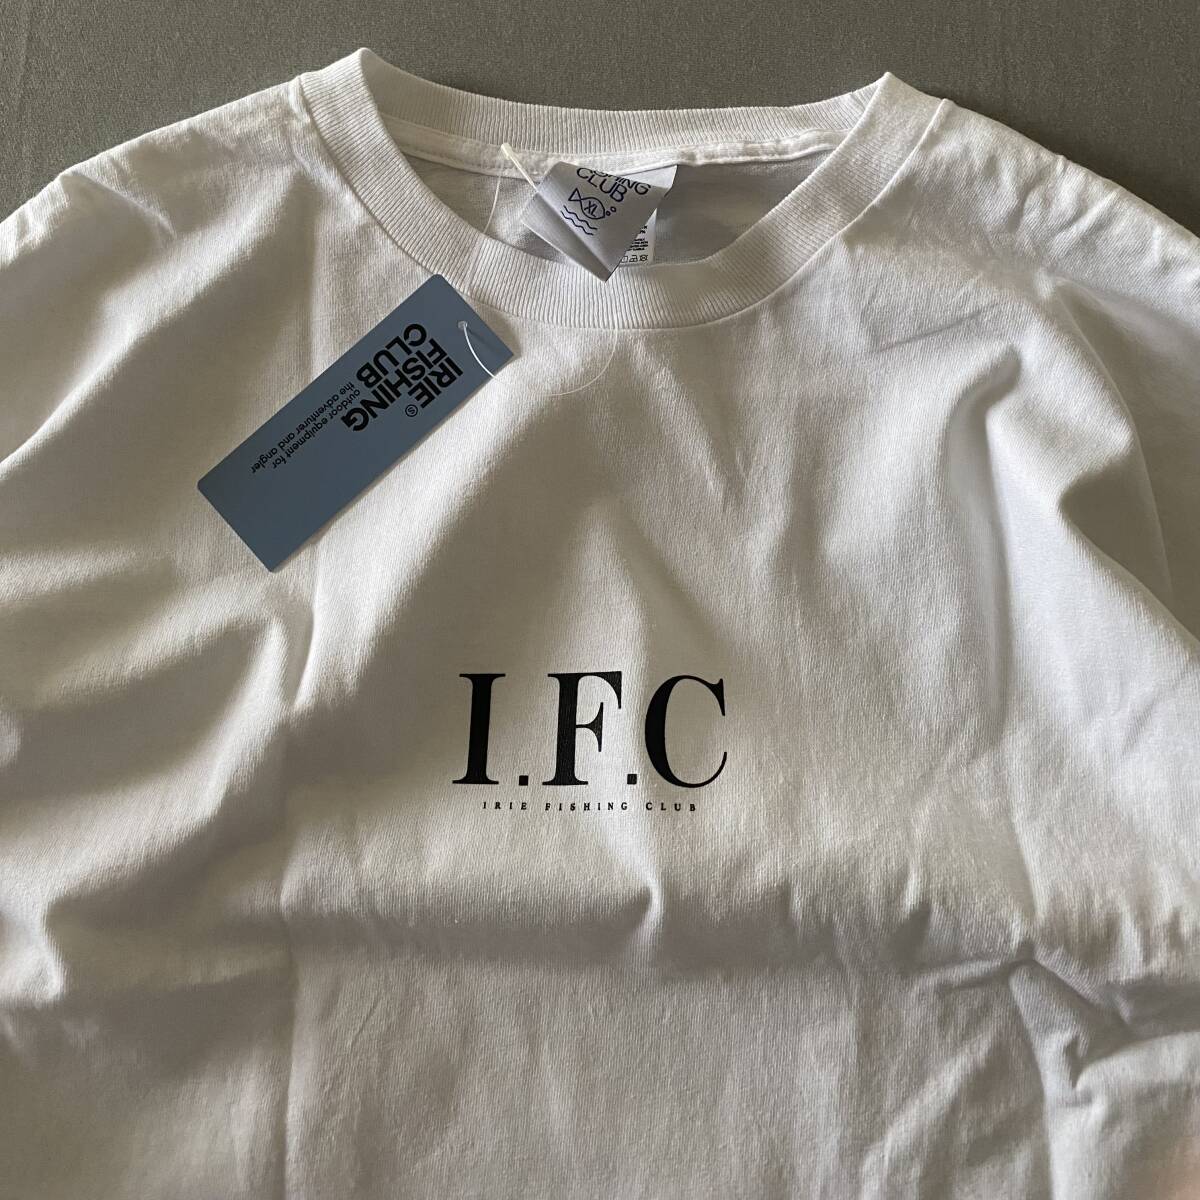 FISHING
CLUB
XL
IRIE
FISHING
CLUB
outdoor equipment for
the adventurer and angler
I.F.C
IRIE FISHING CLUB